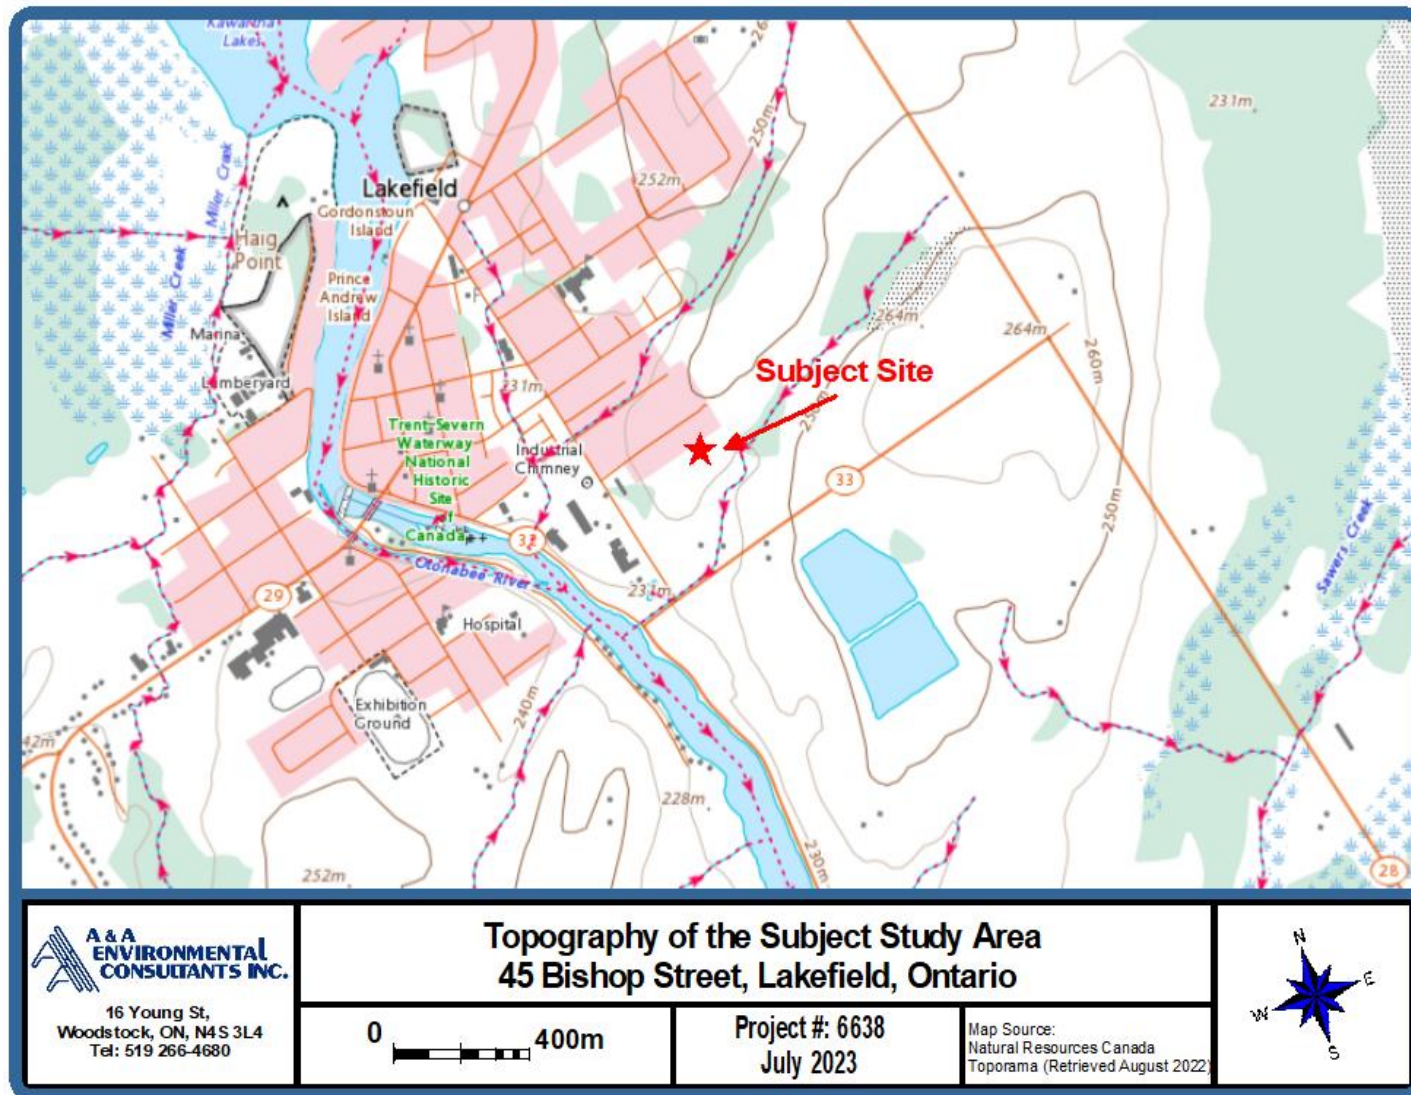 Kawartha
Lakes
231m
250m
252m
Miller Creek
Miller Creek
Lakefield
Gordonstoun
Island
Haig
Point
Prince
Andrew
Island
Marina
Lumberyard
264m
264m
260m
Subject Site
250m
231m
Trent-Severn
Waterway
National
Historic
Site
of
Canada
Industrial
Chimney
33
250m
32
Otonabee River
231m
29
Sawers Creek
Hospital
240m
Exhibition
Ground
42m
228m
230m
252m
28
A & A
ENVIRONMENTAL
CONSULTANTS INC.
16 Young St,
Woodstock, ON, N4S 3L4
Tel: 519 266-4680
Topography of the Subject Study Area
45 Bishop Street, Lakefield, Ontario
0 400m
Project #: 6638
July 2023
Map Source:
Natural Resources Canada
Toporama (Retrieved August 2022)
N
E
W
S